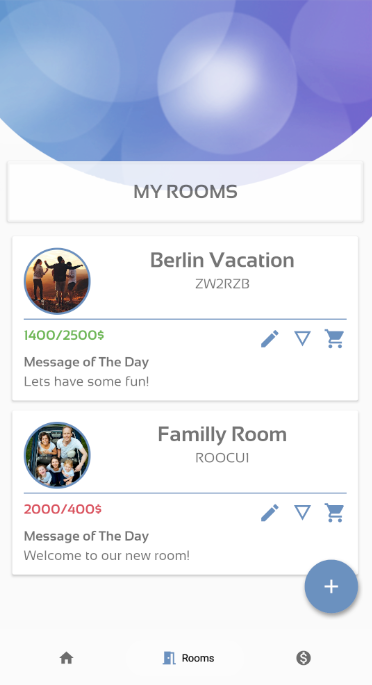 MY ROOMS
Berlin Vacation
ZW2RZB
1400/2500$
Message of The Day
Lets have some fun!
Familly Room
ROOCUI
2000/400$
Message of The Day
Welcome to our new room!
Rooms